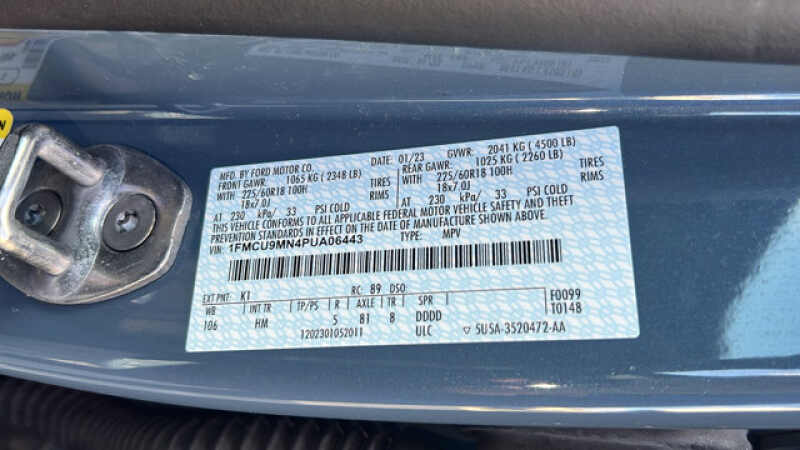 MFD. BY FORD MOTOR CO.
DATE: 01/23 GVWR: 2041 KG (4500 LB)
FRONT GAWR: 1065 KG (2348 LB) REAR GAWR: 1025 KG (2260 LB)
WITH 225/60R18 100H TIRES WITH 225/60R18 100H TIRES
18x7.0J RIMS 18x7.0J RIMS
AT 230 kPa/ 33 PSI COLD AT 230 kPa/ 33 PSI COLD
THIS VEHICLE CONFORMS TO ALL APPLICABLE FEDERAL MOTOR VEHICLE SAFETY AND THEFT
PREVENTION STANDARDS IN EFFECT ON THE DATE OF MANUFACTURE SHOWN ABOVE.
VIN: 1FMCU9MN4PUA06443 TYPE: MPV
EXT PNT: K1 RC: 89 DSO: F0099
WB INT TR TP/PS R AXLE TR SPR T0148
106 HM 5 81 8 DDDD
1202301052011 ULC 5U5A-3520472-AA